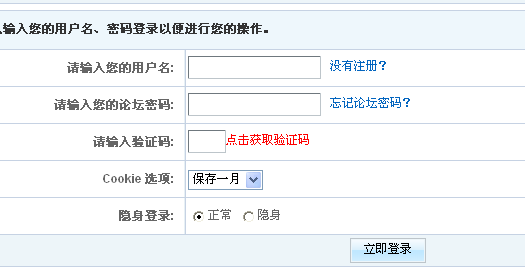 输入您的用户名、密码登录以便进行您的操作。
请输入您的用户名: 没有注册?
请输入您的论坛密码: 忘记论坛密码?
请输入验证码: 点击获取验证码
Cookie 选项: 保存一月
隐身登录: 正常 隐身
立即登录